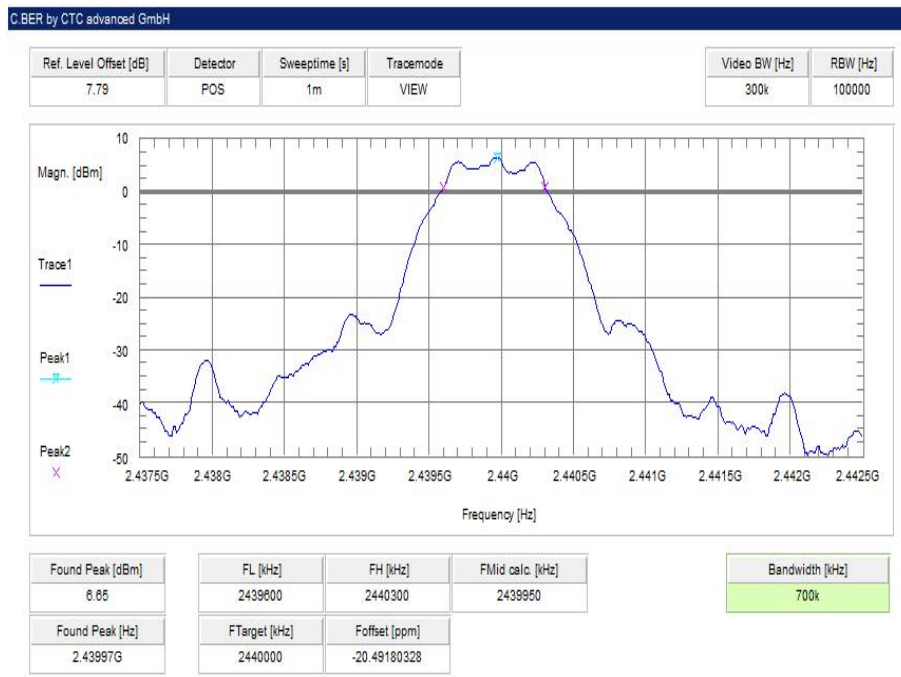 C.BER by CTC advanced GmbH
Ref. Level Offset [dB] Detector Sweeptime [s] Tracemode Video BW [Hz] RBW [Hz]
7.79 POS 1m VIEW 300k 100000
Magn. [dBm]
10
0
-10
-20
-30
-40
-50
Trace1
Peak1
Peak2
2.4375G 2.438G 2.4385G 2.439G 2.4395G 2.44G 2.4405G 2.441G 2.4415G 2.442G 2.4425G
Frequency [Hz]
Found Peak [dBm] FL [kHz] FH [kHz] FMid calc. [kHz] Bandwidth [kHz]
6.65 2439600 2440300 2439950 700k
Found Peak [Hz] FTarget [kHz] Foffset [ppm]
2.43997G 2440000 -20.49180328